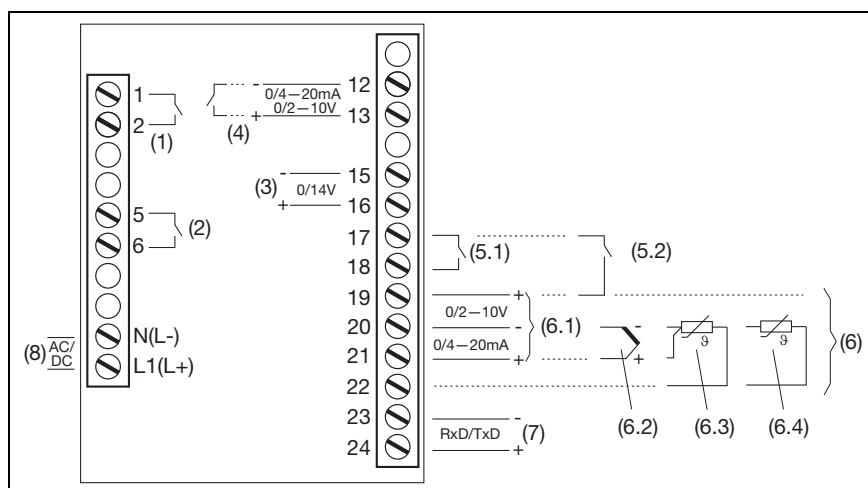 1
2
(1)
5
6
(2)
N(L-)
L1(L+)
(8) AC/
DC
- 0/4–20mA 12
+ 0/2–10V 13
(4)
- 15
(3) 0/14V
+ 16
17
18
19
20
21
22
23
24
(5.1)
(5.2)
+
0/2–10V
-
0/4–20mA
+
(6.1)
-
+
(6.2)
ϑ
(6.3)
ϑ
(6.4)
(6)
-
RxD/TxD
+
(7)